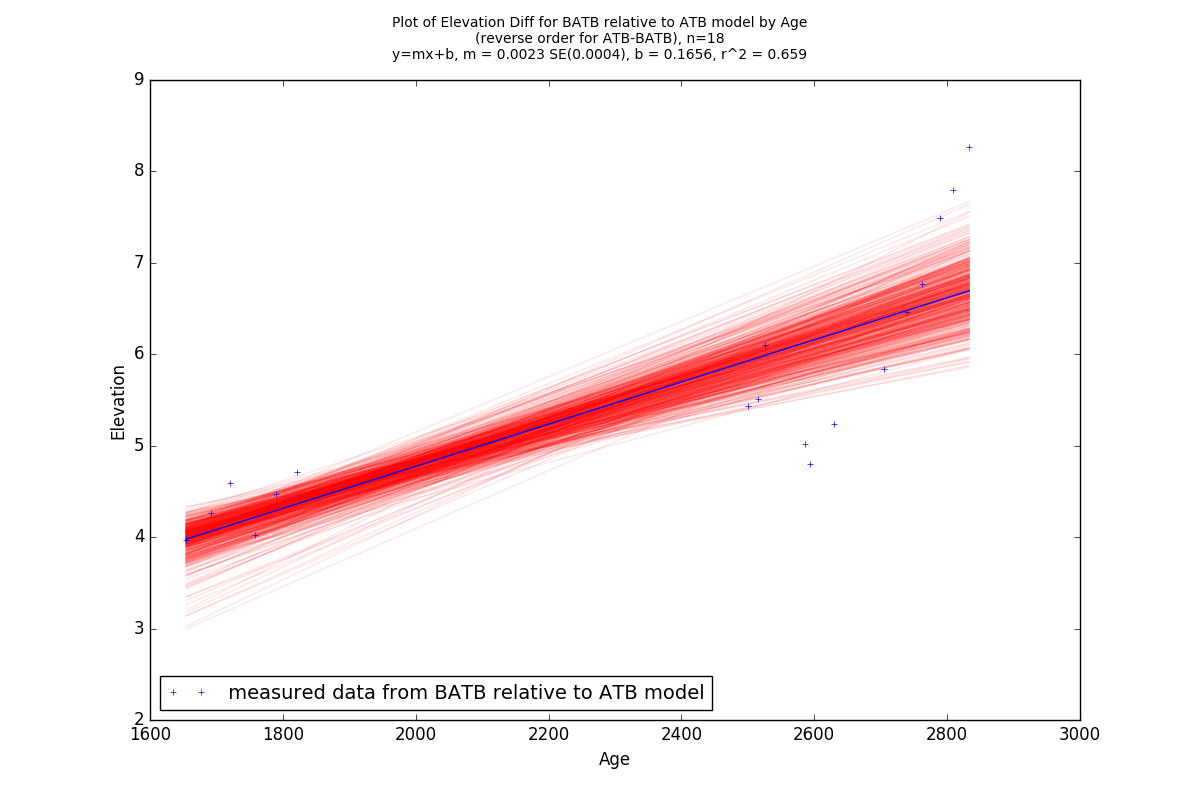 Plot of Elevation Diff for BATB relative to ATB model by Age
(reverse order for ATB-BATB), n=18
y=mx+b, m = 0.0023 SE(0.0004), b = 0.1656, r^2 = 0.659
9
8
7
6
5
4
3
2
Elevation
measured data from BATB relative to ATB model
1600 1800 2000 2200 2400 2600 2800 3000
Age